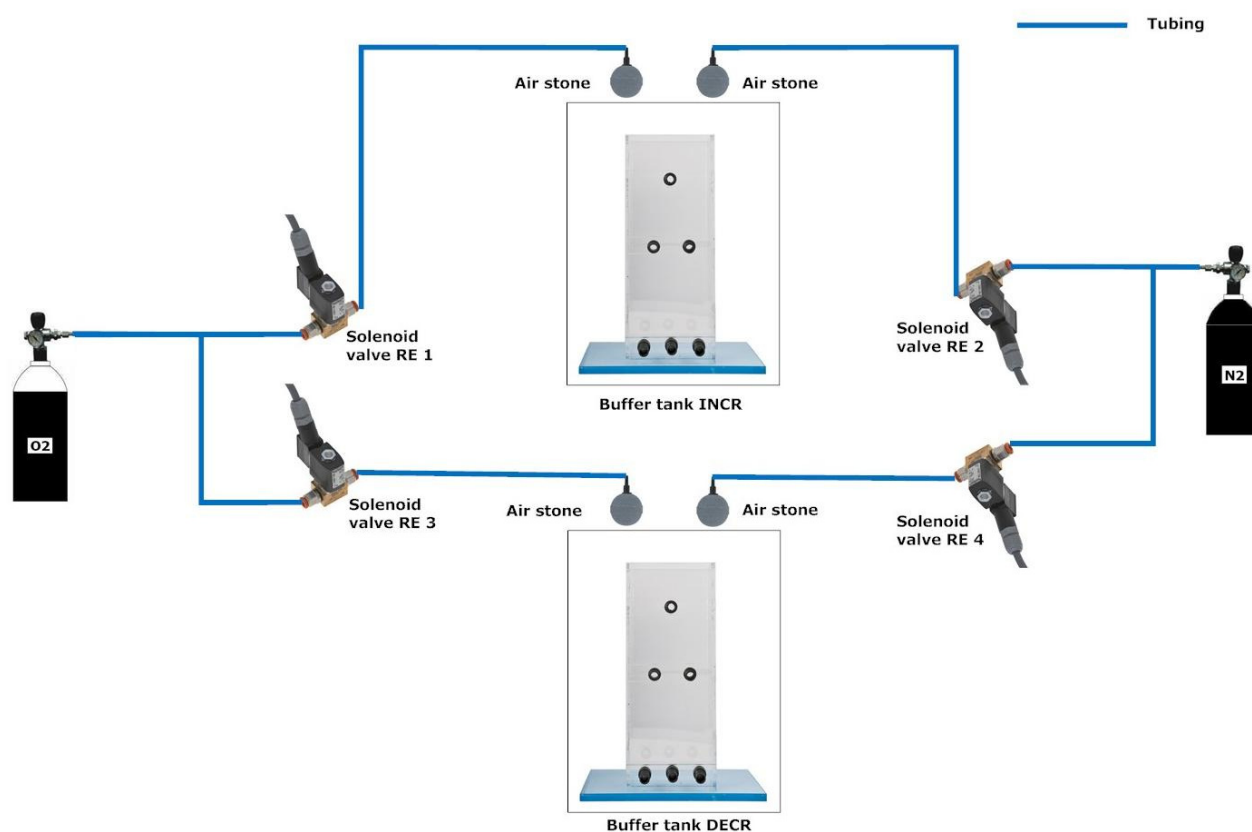 Tubing
Air stone
Air stone
Solenoid
valve RE 1
Solenoid
valve RE 2
O2
N2
Buffer tank INCR
Solenoid
valve RE 3
Air stone
Air stone
Solenoid
valve RE 4
Buffer tank DECR